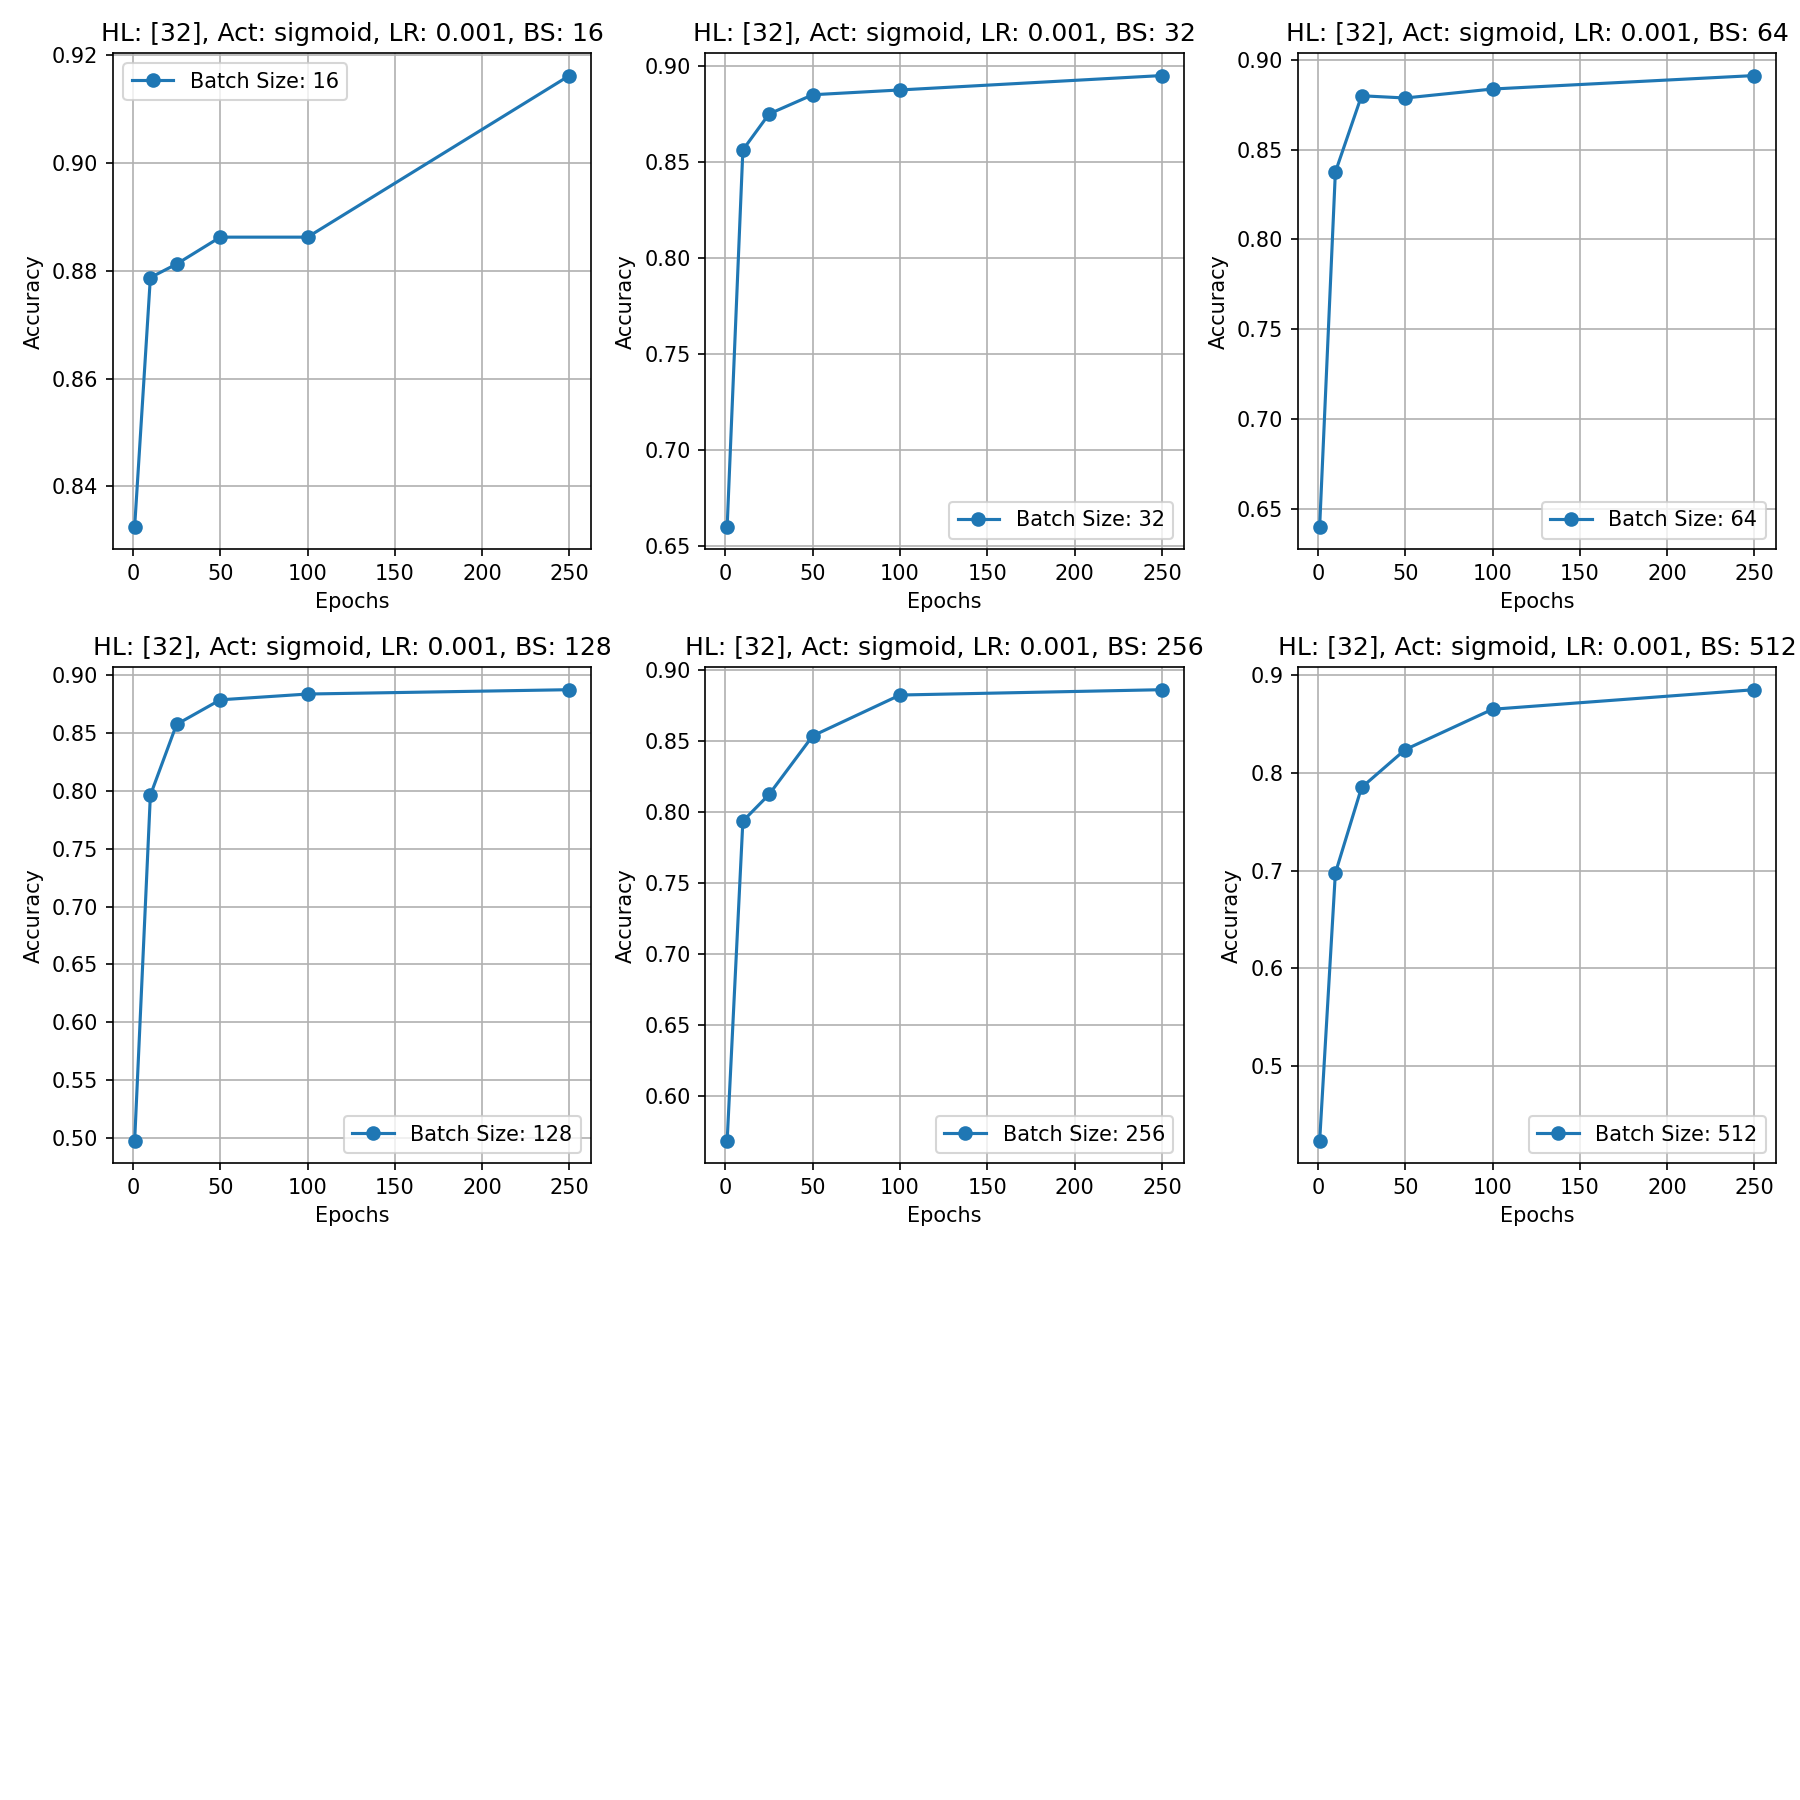 HL: [32], Act: sigmoid, LR: 0.001, BS: 16
0.92
0.90
0.88
0.86
0.84
Accuracy
Batch Size: 16
0 50 100 150 200 250
Epochs
HL: [32], Act: sigmoid, LR: 0.001, BS: 32
0.90
0.85
0.80
0.75
0.70
0.65
Accuracy
Batch Size: 32
0 50 100 150 200 250
Epochs
HL: [32], Act: sigmoid, LR: 0.001, BS: 64
0.90
0.85
0.80
0.75
0.70
0.65
Accuracy
Batch Size: 64
0 50 100 150 200 250
Epochs
HL: [32], Act: sigmoid, LR: 0.001, BS: 128
0.90
0.85
0.80
0.75
0.70
0.65
0.60
0.55
0.50
Accuracy
Batch Size: 128
0 50 100 150 200 250
Epochs
HL: [32], Act: sigmoid, LR: 0.001, BS: 256
0.90
0.85
0.80
0.75
0.70
0.65
0.60
Accuracy
Batch Size: 256
0 50 100 150 200 250
Epochs
HL: [32], Act: sigmoid, LR: 0.001, BS: 512
0.9
0.8
0.7
0.6
0.5
Accuracy
Batch Size: 512
0 50 100 150 200 250
Epochs